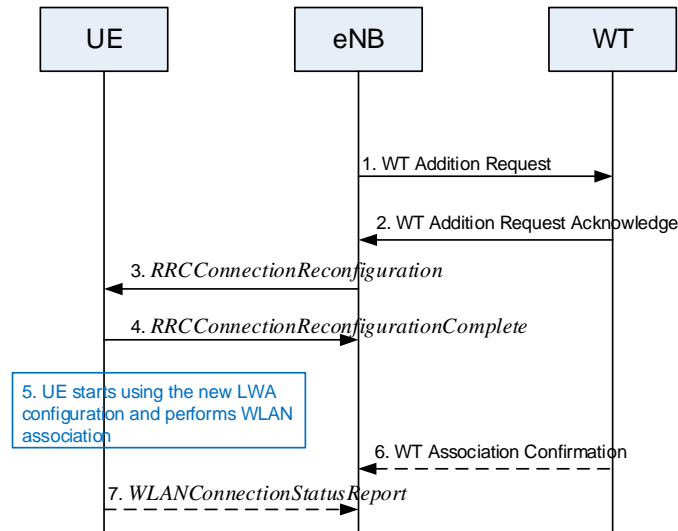 UE
eNB
WT
1. WT Addition Request
2. WT Addition Request Acknowledge
3. RRCConnectionReconfiguration
4. RRCConnectionReconfigurationComplete
5. UE starts using the new LWA
configuration and performs WLAN
association
6. WT Association Confirmation
7. WLANConnectionStatusReport